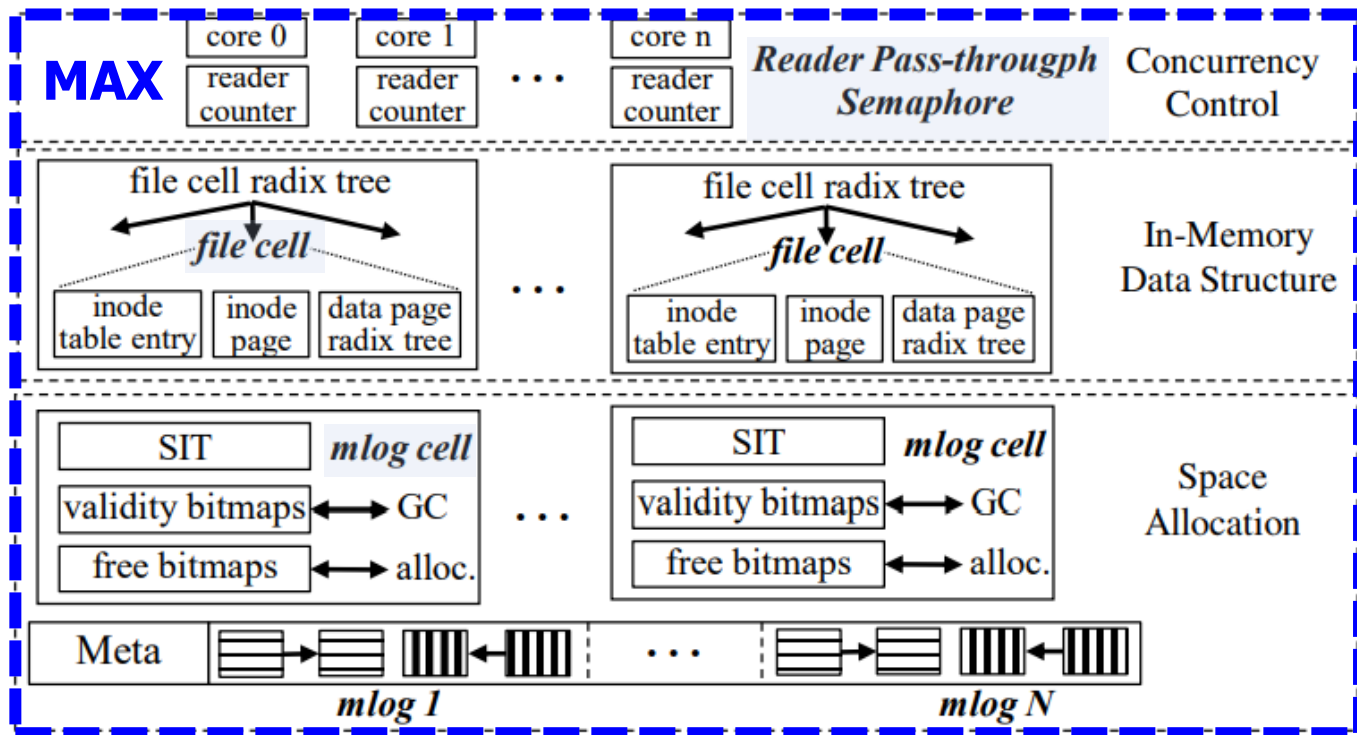 MAX
core 0
core 1
core n
reader
counter
reader
counter
...
reader
counter
Reader Pass-througph
Semaphore
Concurrency
Control
file cell radix tree
file cell
inode
table entry
inode
page
data page
radix tree
...
file cell radix tree
file cell
inode
table entry
inode
page
data page
radix tree
In-Memory
Data Structure
SIT
mlog cell
validity bitmaps
GC
free bitmaps
alloc.
...
SIT
mlog cell
validity bitmaps
GC
free bitmaps
alloc.
Space
Allocation
Meta
...
mlog 1
mlog N